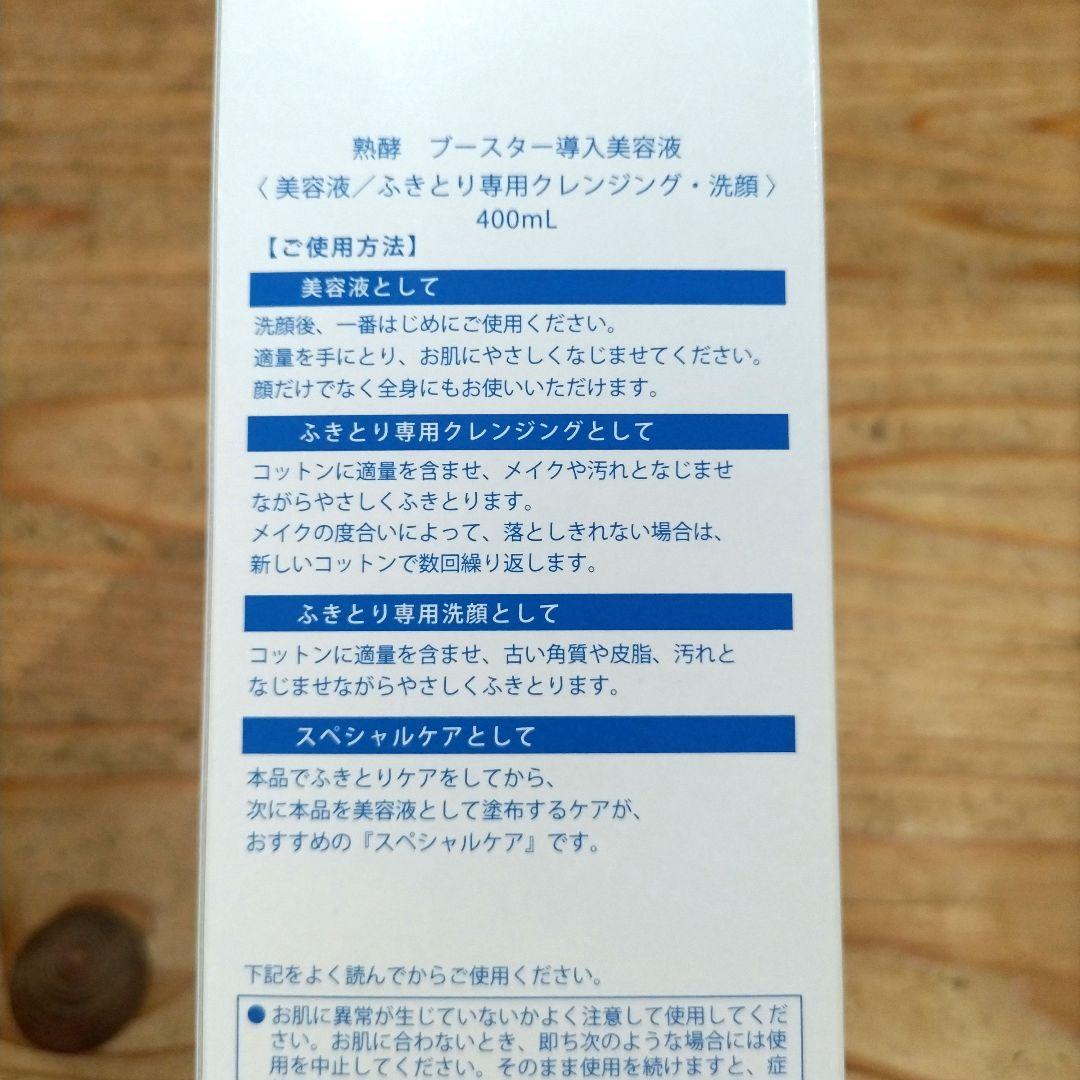 熟酵　ブースター導入美容液
〈 美容液／ふきとり専用クレンジング・洗顔 〉
400mL
【ご使用方法】
美容液として
洗顔後、一番はじめにご使用ください。
適量を手にとり、お肌にやさしくなじませてください。
顔だけでなく全身にもお使いいただけます。
ふきとり専用クレンジングとして
コットンに適量を含ませ、メイクや汚れとなじませ
ながらやさしくふきとります。
メイクの度合いによって、落としきれない場合は、
新しいコットンで数回繰り返します。
ふきとり専用洗顔として
コットンに適量を含ませ、古い角質や皮脂、汚れと
なじませながらやさしくふきとります。
スペシャルケアとして
本品でふきとりケアをしてから、
次に本品を美容液として塗布するケアが、
おすすめの『スペシャルケア』です。
下記をよく読んでからご使用ください。
●お肌に異常が生じていないかよく注意して使用してくだ
さい。お肌に合わないとき、即ち次のような場合には使
用を中止してください。そのまま使用を続けますと、症